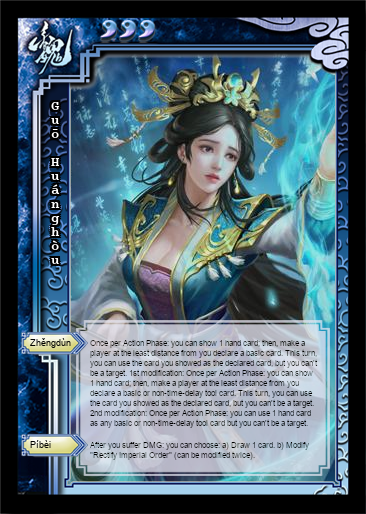 魏
Guō Huánghòu
Zhěngdùn
Once per Action Phase: you can show 1 hand card; then, make a
player at the least distance from you declare a basic card. This turn,
you can use the card you showed as the declared card, but you can't
be a target. 1st modification: Once per Action Phase: you can show
1 hand card, then, make a player at the least distance from you
declare a basic or non-time-delay tool card. This turn, you can use
the card you showed as the declared card, but you can't be a target.
2nd modification: Once per Action Phase: you can use 1 hand card
as any basic or non-time-delay tool card but you can't be a target.
Pibèi
After you suffer DMG: you can choose: a) Draw 1 card. b) Modify
"Rectify Imperial Order" (can be modified twice).